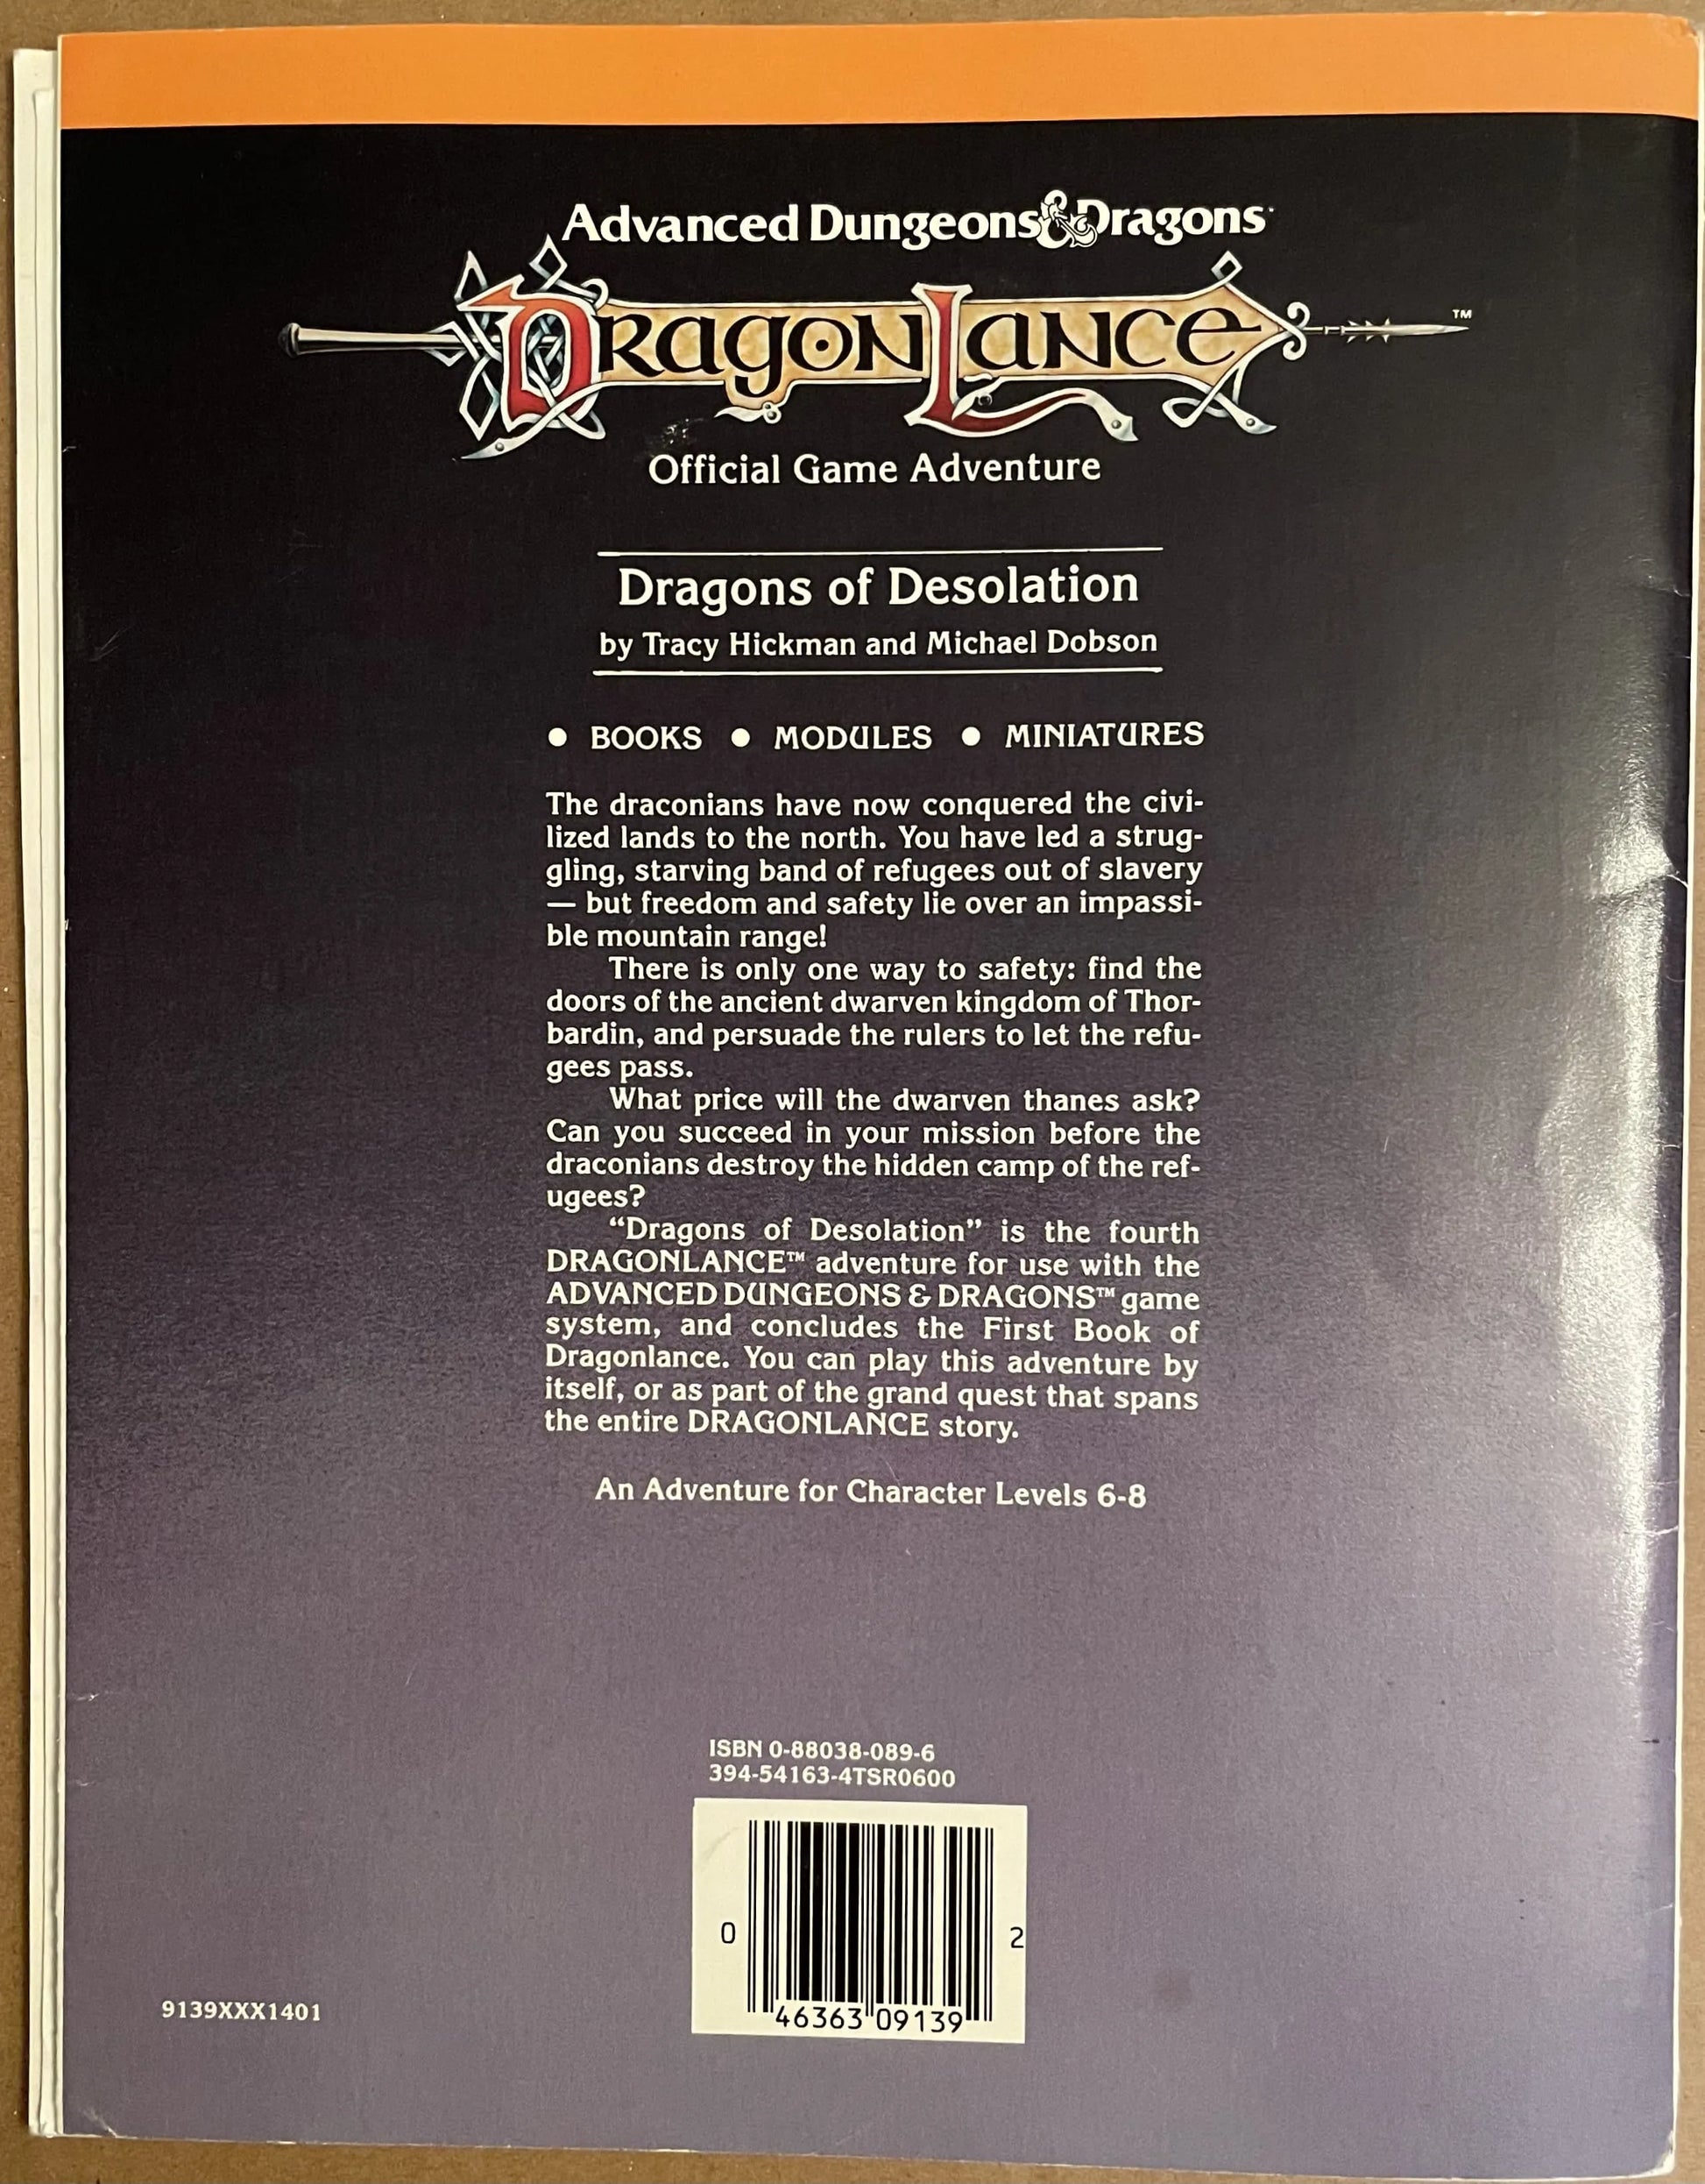 Advanced Dungeons & Dragons
DRAGONLANCE™
Official Game Adventure
Dragons of Desolation
by Tracy Hickman and Michael Dobson
● BOOKS ● MODULES ● MINIATURES
The draconians have now conquered the civi-
lized lands to the north. You have led a strug-
gling, starving band of refugees out of slavery
— but freedom and safety lie over an impassi-
ble mountain range!
There is only one way to safety: find the
doors of the ancient dwarven kingdom of Thor-
bardin, and persuade the rulers to let the refu-
gees pass.
What price will the dwarven thanes ask?
Can you succeed in your mission before the
draconians destroy the hidden camp of the ref-
ugees?
“Dragons of Desolation” is the fourth
DRAGONLANCE™ adventure for use with the
ADVANCED DUNGEONS & DRAGONS™ game
system, and concludes the First Book of
Dragonlance. You can play this adventure by
itself, or as part of the grand quest that spans
the entire DRAGONLANCE story.
An Adventure for Character Levels 6-8
ISBN 0-88038-089-6
394-54163-4TSR0600
0 46363 09139 2
9139XXX1401